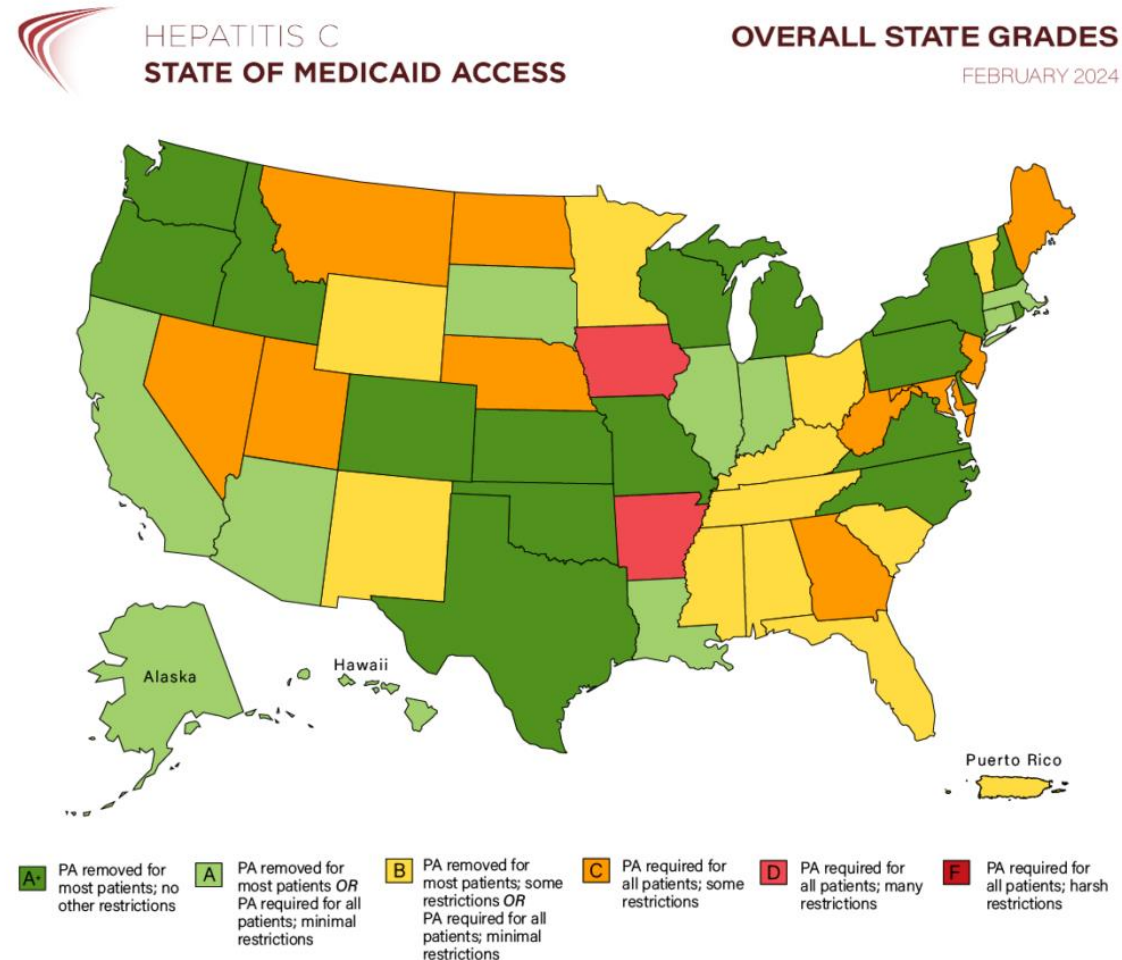 HEPATITIS C
STATE OF MEDICAID ACCESS
OVERALL STATE GRADES
FEBRUARY 2024
Alaska
Hawaii
Puerto Rico
A+
PA removed for
most patients; no
other restrictions
A
PA removed for
most patients OR
PA required for all
patients; minimal
restrictions
B
PA removed for
most patients; some
restrictions OR
PA required for all
patients; minimal
restrictions
C
PA required for
all patients; some
restrictions
D
PA required for
all patients; many
restrictions
F
PA required for
all patients; harsh
restrictions